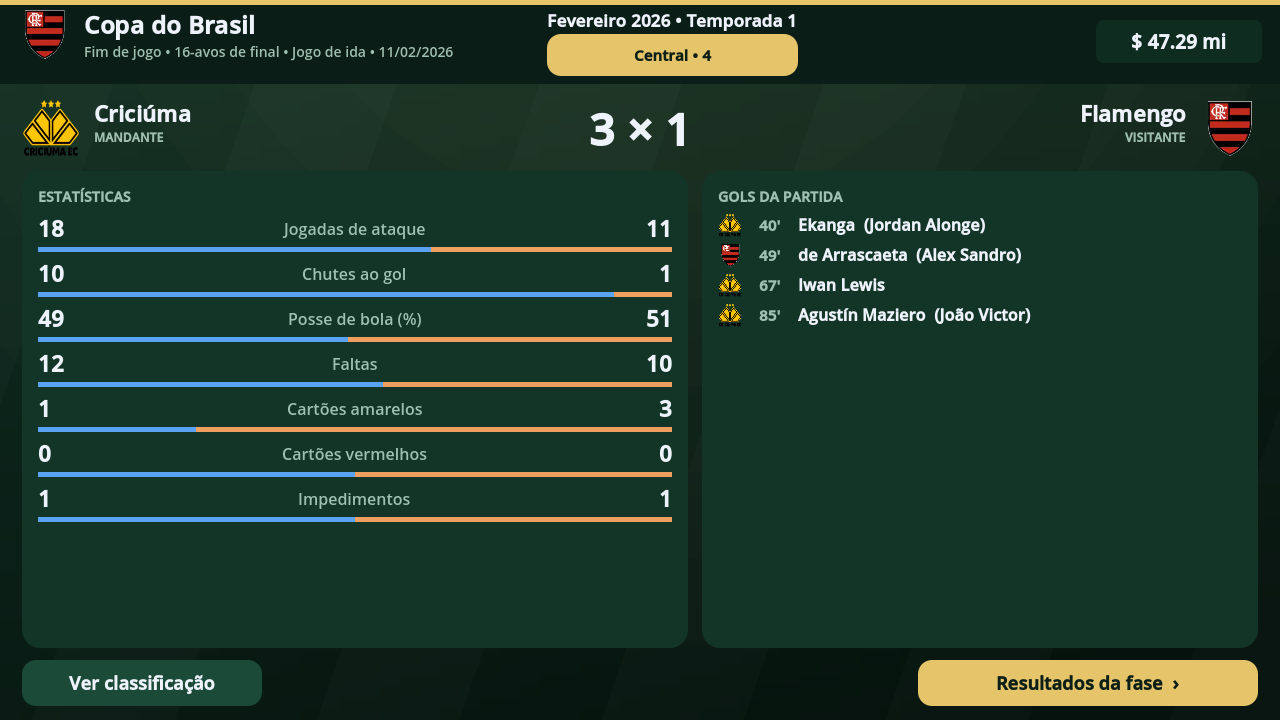 Copa do Brasil
Fim de jogo • 16-avos de final • Jogo de ida • 11/02/2026
Fevereiro 2026 • Temporada 1
Central • 4
$ 47.29 mi
Criciúma
MANDANTE
CRICIUMA EC
3 × 1
Flamengo
VISITANTE
ESTATÍSTICAS
18 Jogadas de ataque 11
10 Chutes ao gol 1
49 Posse de bola (%) 51
12 Faltas 10
1 Cartões amarelos 3
0 Cartões vermelhos 0
1 Impedimentos 1
GOLS DA PARTIDA
40' Ekanga (Jordan Alonge)
49' de Arrascaeta (Alex Sandro)
67' Iwan Lewis
85' Agustín Maziero (João Victor)
Ver classificação
Resultados da fase ›